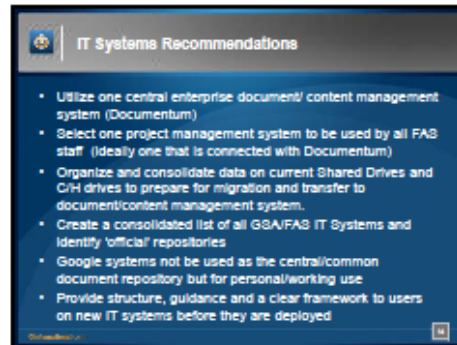 IT Systems Recommendations
• Utilize one central enterprise document/ content management
system (Documentum)
• Select one project management system to be used by all FAS
staff (ideally one that is connected with Documentum)
• Organize and consolidate data on current Shared Drives and
C/H drives to prepare for migration and transfer to
document/content management system.
• Create a consolidated list of all GSA/FAS IT Systems and
identify 'official' repositories
• Google systems not be used as the central/common
document repository but for personal/working use
• Provide structure, guidance and a clear framework to users
on new IT systems before they are deployed